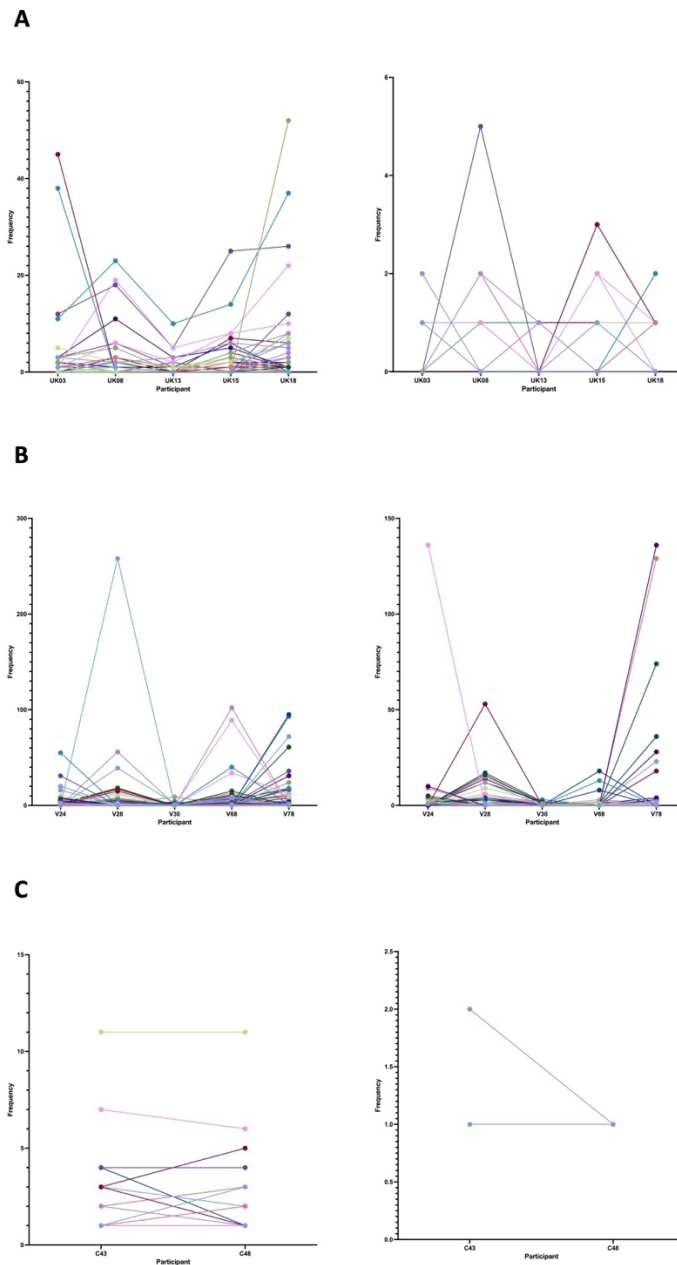 A
60
40
20
0
Frequency
UK03 UK08 UK13 UK15 UK18
Participant
6
4
2
0
Frequency
UK03 UK08 UK13 UK15 UK18
Participant
B
300
200
100
0
Frequency
V24 V28 V30 V68 V78
Participant
150
100
50
0
Frequency
V24 V28 V30 V68 V78
Participant
C
15
10
5
0
Frequency
C43 C48
Participant
2.5
2.0
1.5
1.0
0.5
0.0
Frequency
C43 C48
Participant